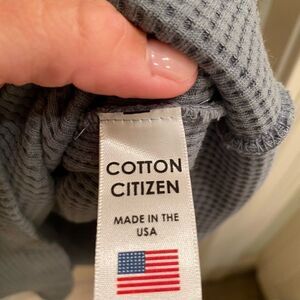 COTTON
CITIZEN
MADE IN THE
USA